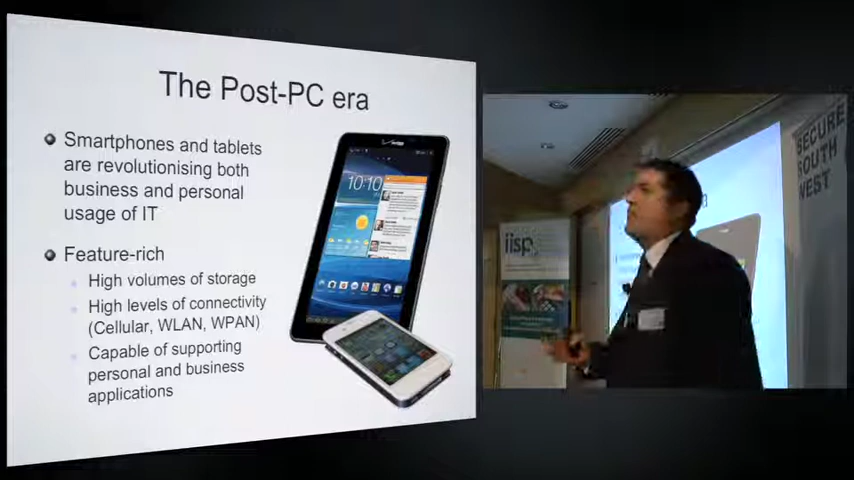 The Post-PC era
Smartphones and tablets
are revolutionising both
business and personal
usage of IT
Feature-rich
High volumes of storage
High levels of connectivity
(Cellular, WLAN, WPAN)
Capable of supporting
personal and business
applications
verizon
10:10
iisp
SECURE
SOUTH
WEST